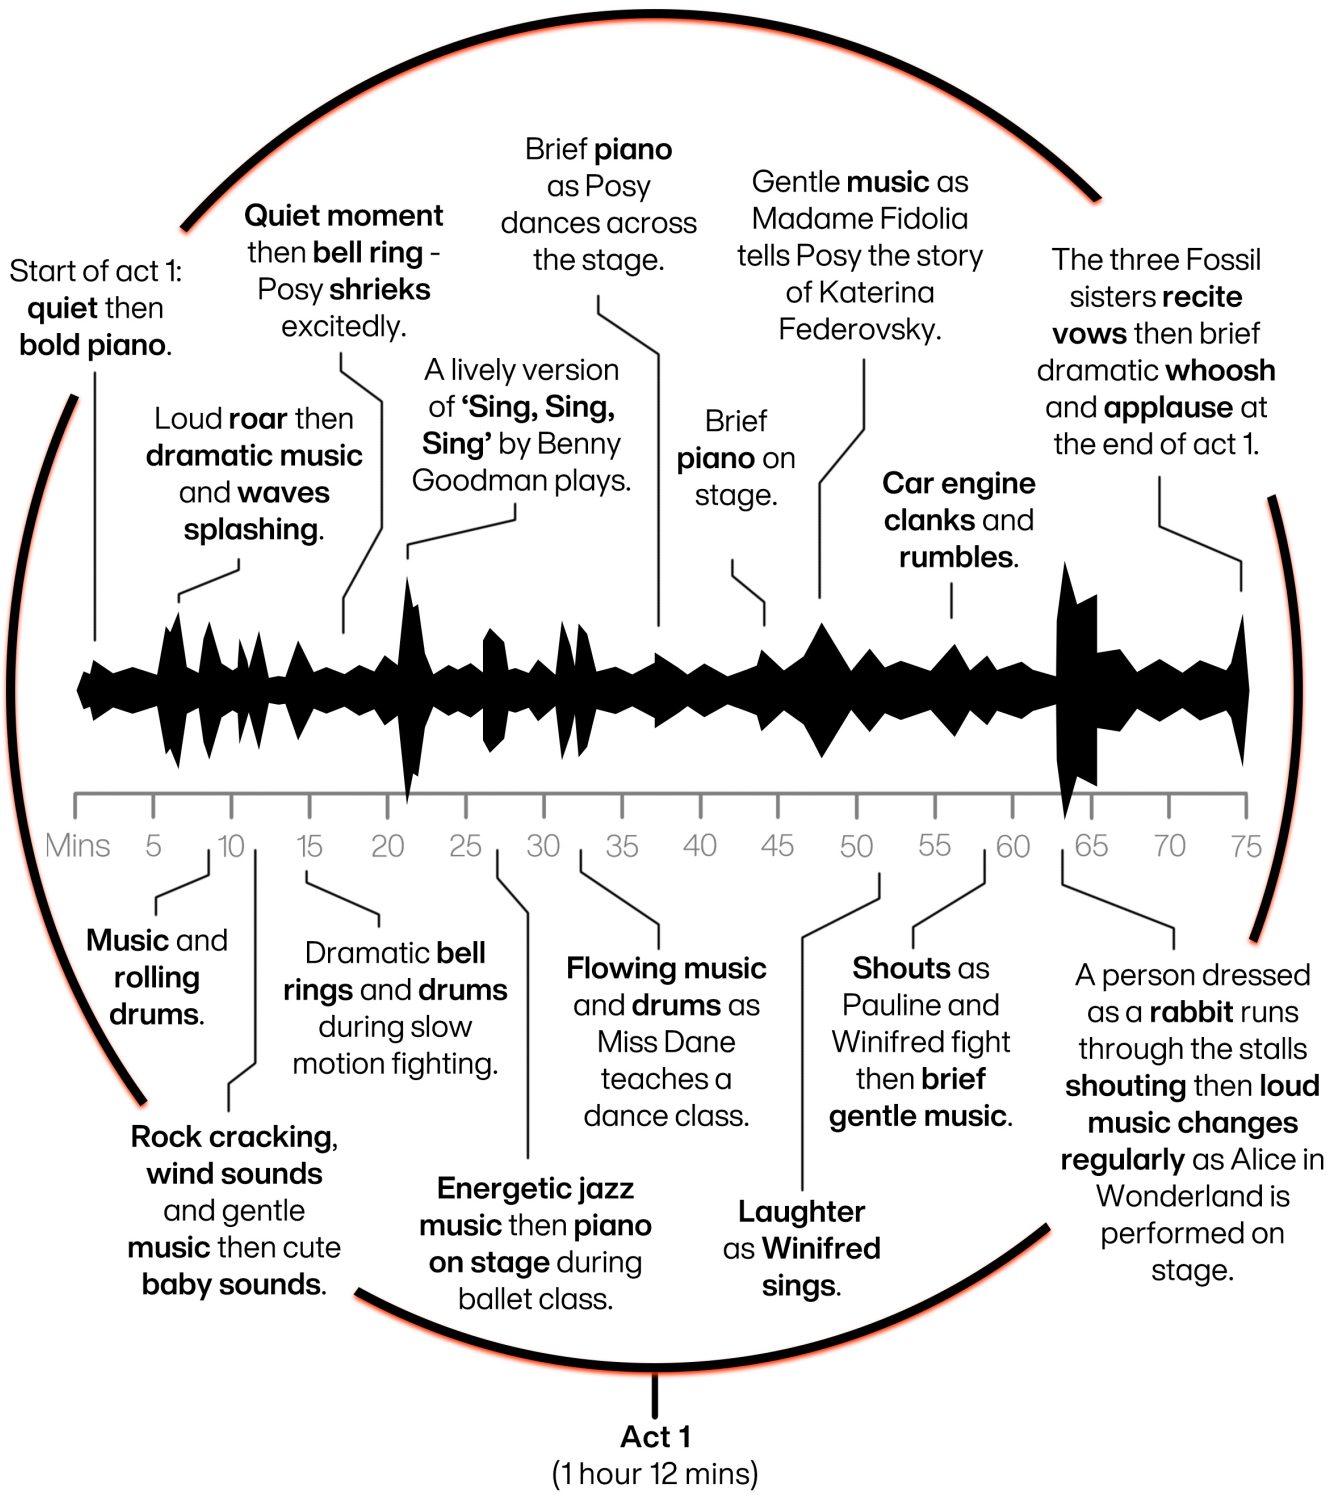 Brief piano
as Posy
dances across
the stage.
Gentle music as
Madame Fidolia
tells Posy the story
of Katerina
Federovsky.
Quiet moment
then bell ring -
Posy shrieks
excitedly.
Start of act 1:
quiet then
bold piano.
The three Fossil
sisters recite
vows then brief
dramatic whoosh
and applause at
the end of act 1.
A lively version
of ‘Sing, Sing,
Sing’ by Benny
Goodman plays.
Loud roar then
dramatic music
and waves
splashing.
Brief
piano on
stage.
Car engine
clanks and
rumbles.
Mins 5 10 15 20 25 30 35 40 45 50 55 60 65 70 75
Music and
rolling
drums.
Dramatic bell
rings and drums
during slow
motion fighting.
Flowing music
and drums as
Miss Dane
teaches a
dance class.
Shouts as
Pauline and
Winifred fight
then brief
gentle music.
A person dressed
as a rabbit runs
through the stalls
shouting then loud
music changes
regularly as Alice in
Wonderland is
performed on
stage.
Rock cracking,
wind sounds
and gentle
music then cute
baby sounds.
Energetic jazz
music then piano
on stage during
ballet class.
Laughter
as Winifred
sings.
Act 1
(1 hour 12 mins)